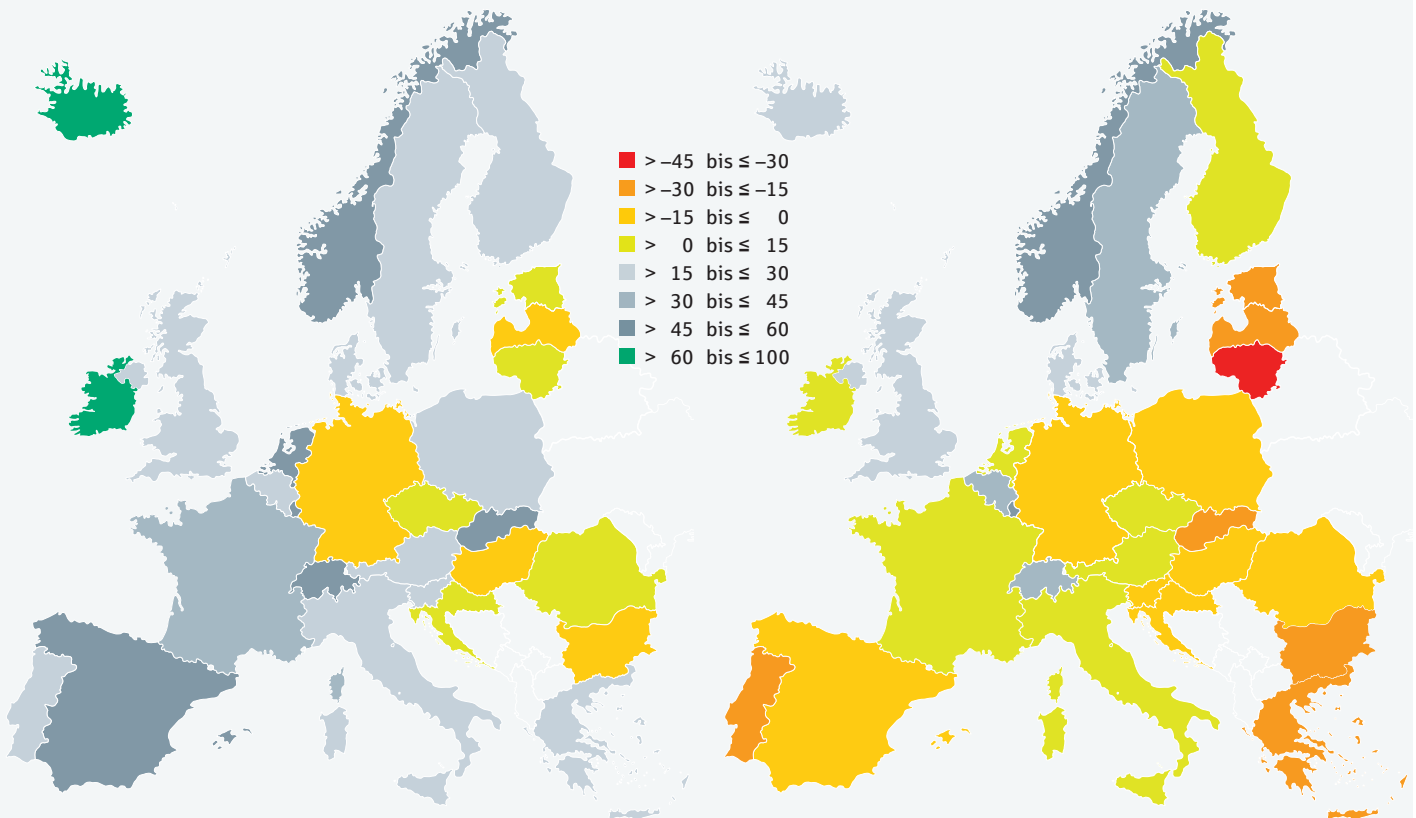 > −45 bis ≤ −30
> −30 bis ≤ −15
> −15 bis ≤ 0
> 0 bis ≤ 15
> 15 bis ≤ 30
> 30 bis ≤ 45
> 45 bis ≤ 60
> 60 bis ≤ 100